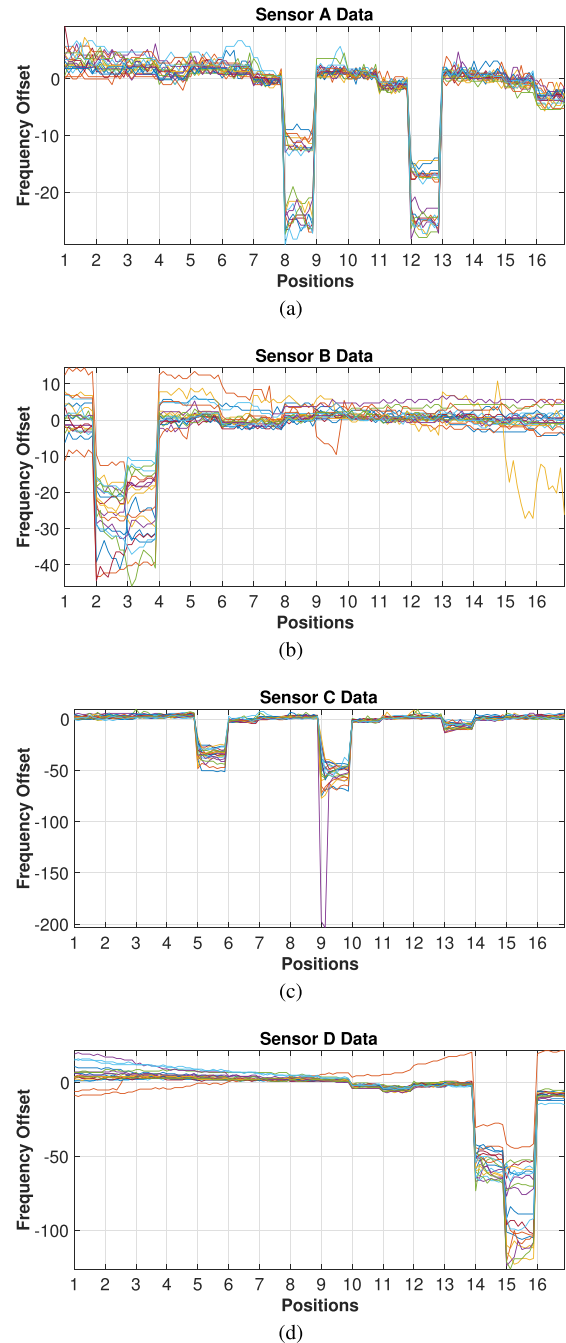 Sensor A Data
Frequency Offset
0
-10
-20
1 2 3 4 5 6 7 8 9 10 11 12 13 14 15 16
Positions
(a)
Sensor B Data
Frequency Offset
10
0
-10
-20
-30
-40
1 2 3 4 5 6 7 8 9 10 11 12 13 14 15 16
Positions
(b)
Sensor C Data
Frequency Offset
0
-50
-100
-150
-200
1 2 3 4 5 6 7 8 9 10 11 12 13 14 15 16
Positions
(c)
Sensor D Data
Frequency Offset
0
-50
-100
1 2 3 4 5 6 7 8 9 10 11 12 13 14 15 16
Positions
(d)